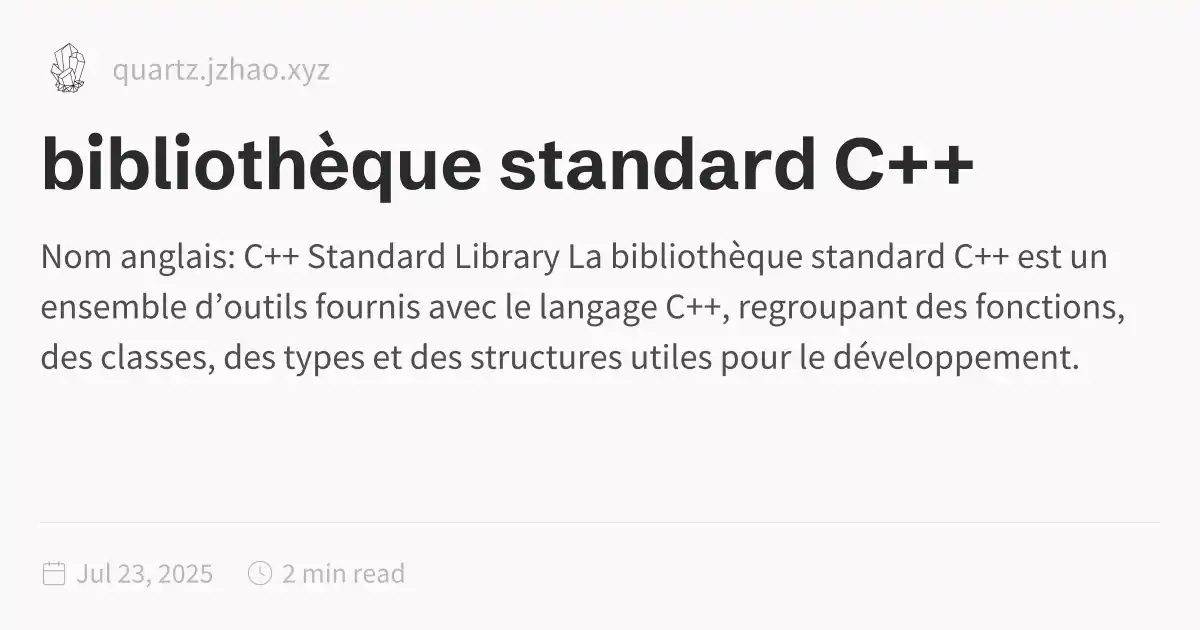 quartz.jzhao.xyz
bibliothèque standard C++
Nom anglais: C++ Standard Library La bibliothèque standard C++ est un
ensemble d’outils fournis avec le langage C++, regroupant des fonctions,
des classes, des types et des structures utiles pour le développement.
Jul 23, 2025 2 min read